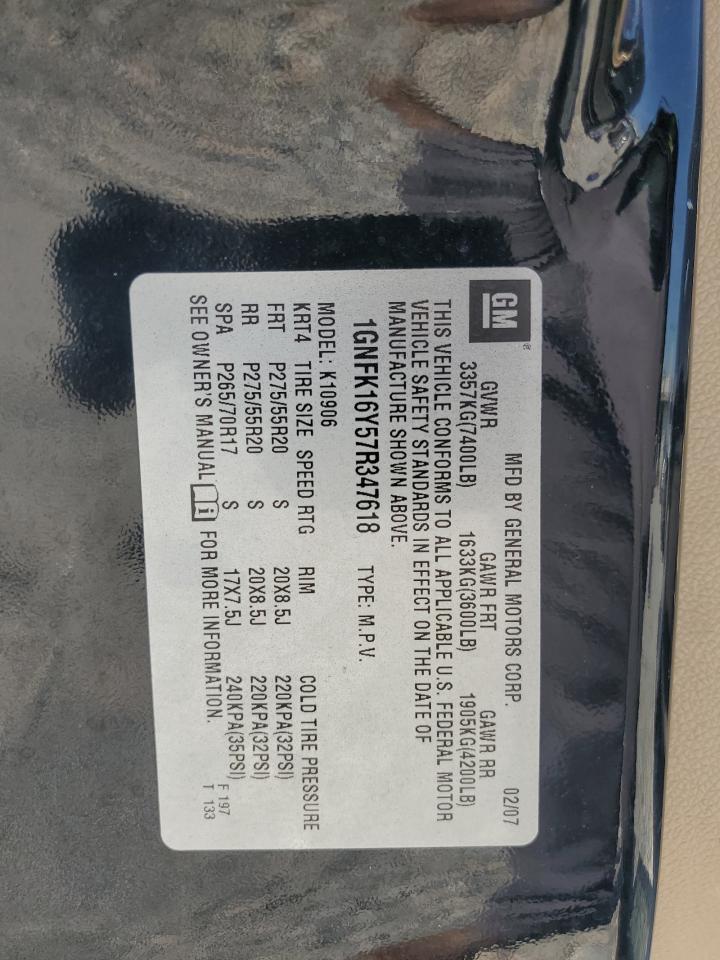 GM® MFD BY GENERAL MOTORS CORP. 02/07
GVWR GAWR FRT GAWR RR
3357KG(7400LB) 1633KG(3600LB) 1905KG(4200LB)
THIS VEHICLE CONFORMS TO ALL APPLICABLE U.S. FEDERAL MOTOR
VEHICLE SAFETY STANDARDS IN EFFECT ON THE DATE OF
MANUFACTURE SHOWN ABOVE.
1GNFK16Y57R347618 TYPE: M.P.V.
MODEL: K10906
KRT4 TIRE SIZE SPEED RTG RIM COLD TIRE PRESSURE
FRT P275/55R20 S 20X8.5J 220KPA(32PSI)
RR P275/55R20 S 20X8.5J 220KPA(32PSI)
SPA P265/70R17 S 17X7.5J 240KPA(35PSI)
SEE OWNER'S MANUAL FOR MORE INFORMATION.
F 197
T 133